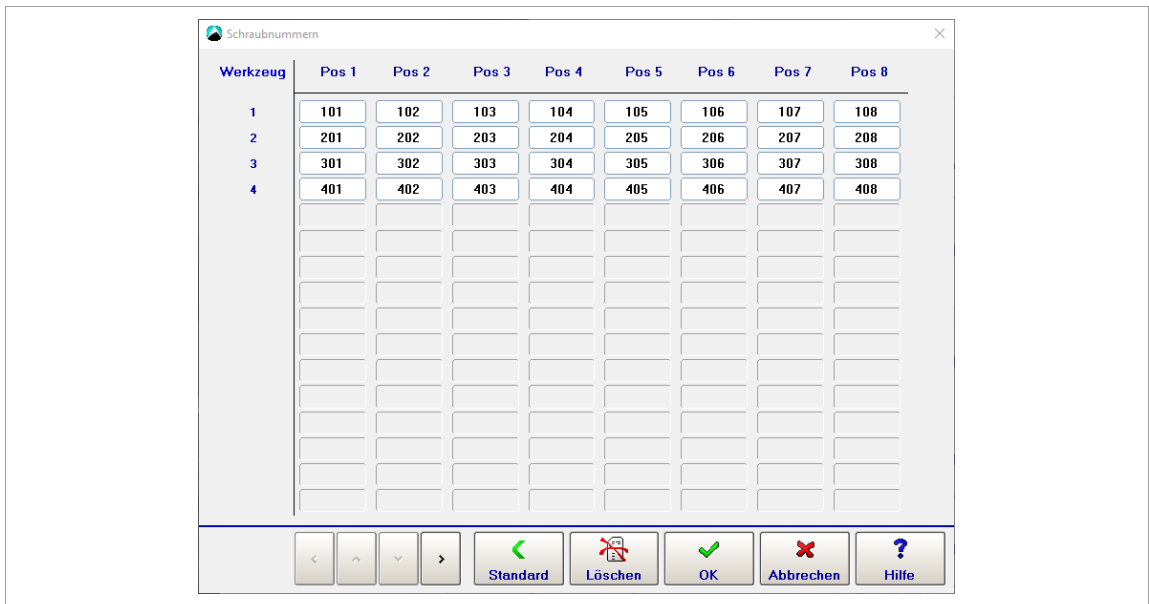 Schraubnummern
Werkzeug Pos 1 Pos 2 Pos 3 Pos 4 Pos 5 Pos 6 Pos 7 Pos 8
1 101 102 103 104 105 106 107 108
2 201 202 203 204 205 206 207 208
3 301 302 303 304 305 306 307 308
4 401 402 403 404 405 406 407 408
Standard Löschen OK Abbrechen Hilfe